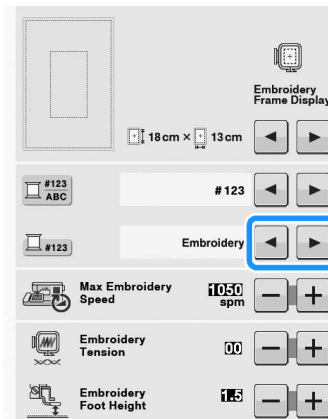 Embroidery
Frame Display
18 cm × 13 cm
#123
ABC
#123
#123
Embroidery
Max Embroidery
Speed
1050
spm
Embroidery
Tension
00
Embroidery
Foot Height
1.5